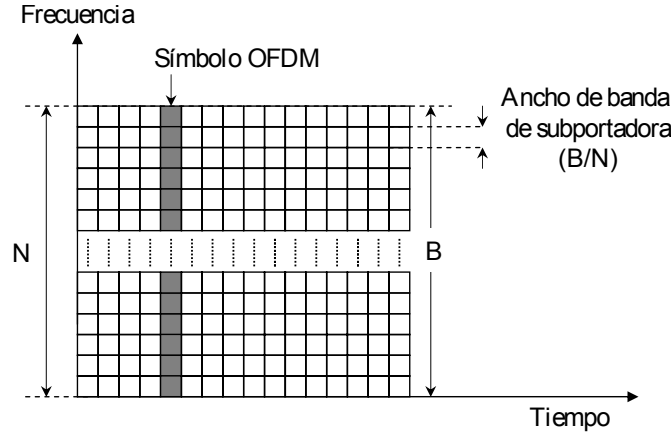 Frecuencia
Símbolo OFDM
Ancho de banda
de subportadora
(B/N)
N
B
Tiempo